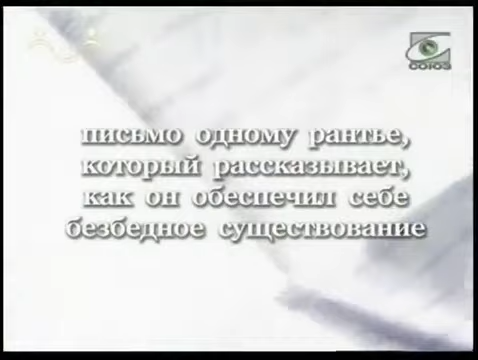 СОЮЗ
письмо одному рантье,
который рассказывает,
как он обеспечил себе
безбедное существование